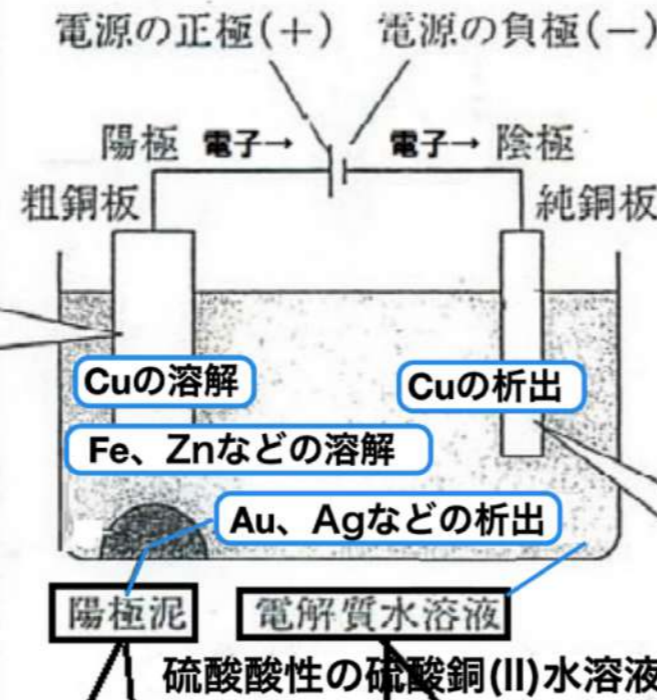 電源の正極(+) 電源の負極(−)
陽極 電子→ 電子→ 陰極
粗銅板 純銅板
Cuの溶解 Cuの析出
Fe、Znなどの溶解
Au、Agなどの析出
陽極泥 電解質水溶液
硫酸酸性の硫酸銅(II)水溶液